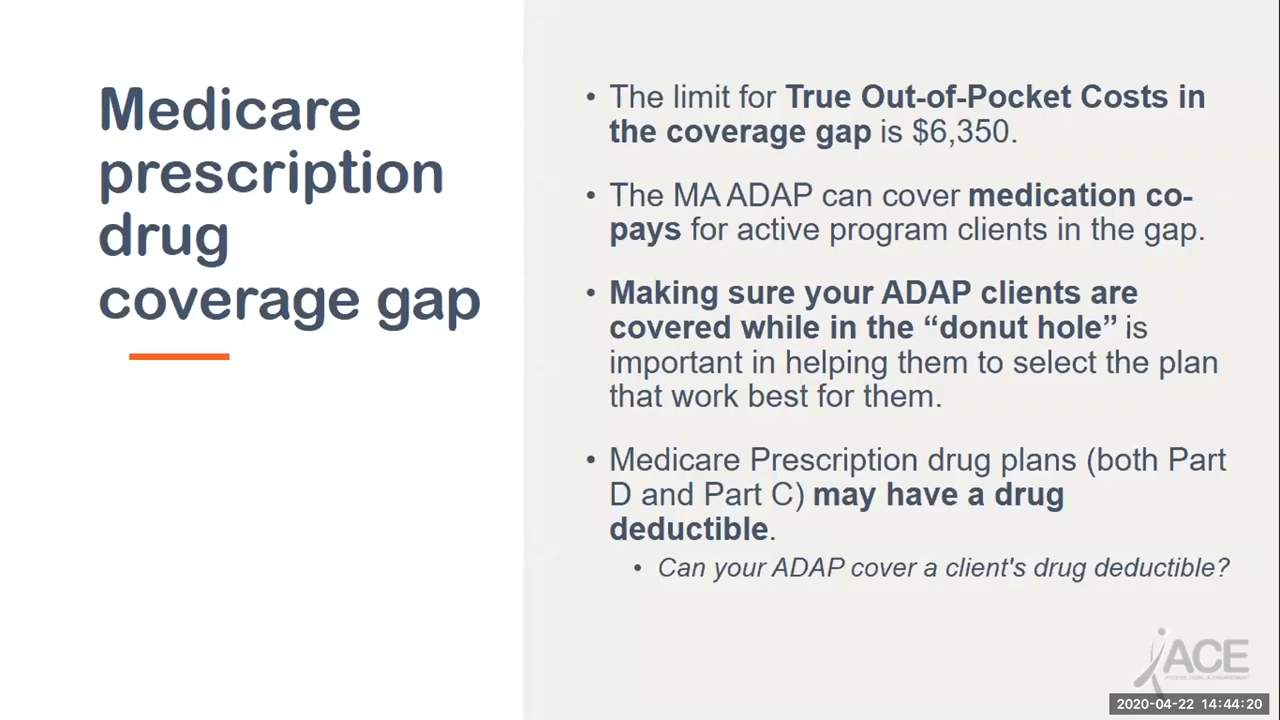 Medicare
prescription
drug
coverage gap
• The limit for True Out-of-Pocket Costs in
the coverage gap is $6,350.
• The MA ADAP can cover medication co-
pays for active program clients in the gap.
• Making sure your ADAP clients are
covered while in the “donut hole” is
important in helping them to select the plan
that work best for them.
• Medicare Prescription drug plans (both Part
D and Part C) may have a drug
deductible.
• Can your ADAP cover a client's drug deductible?
ACE
2020-04-22 14:44:20